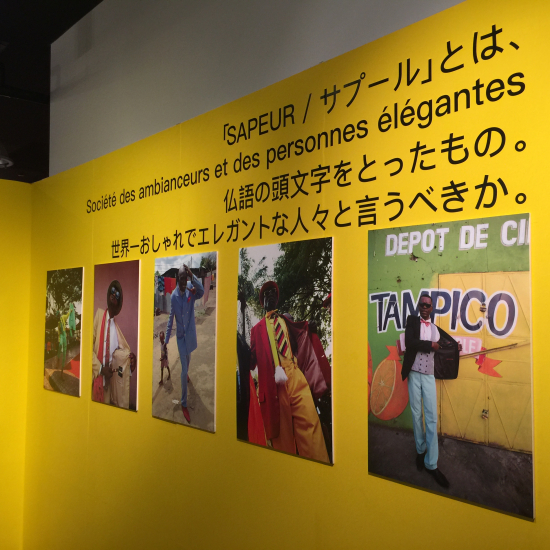 「SAPEUR / サプール」とは、
Société des ambianceurs et des personnes élégantes
仏語の頭文字をとったもの。
世界一おしゃれでエレガントな人々と言うべきか。
DEPOT DE CI
TAMPICO